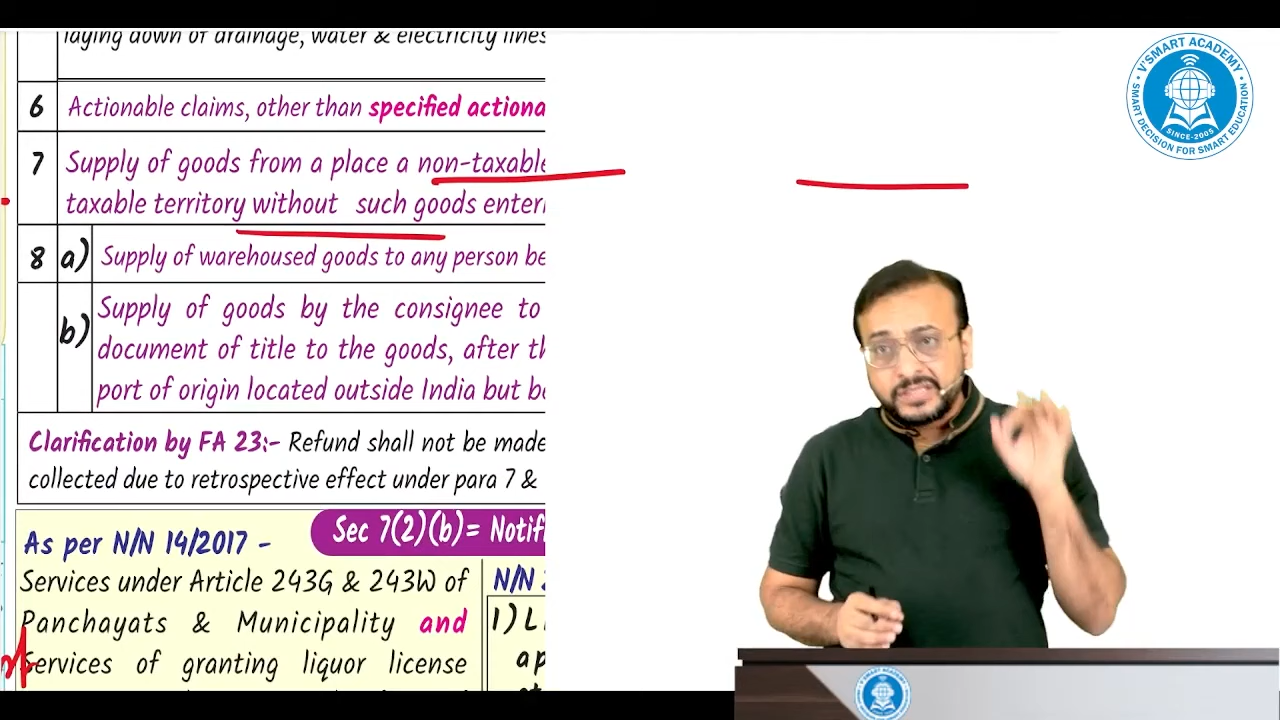 laying down of drainage, water & electricity lines
6 Actionable claims, other than specified actiona
7 Supply of goods from a place a non-taxable
taxable territory without such goods enteri
8 a) Supply of warehoused goods to any person be
b) Supply of goods by the consignee to
document of title to the goods, after th
port of origin located outside India but be
Clarification by FA 23:- Refund shall not be made
collected due to retrospective effect under para 7 &
As per N/N 14/2017 -
Sec 7(2)(b)= Notif
Services under Article 243G & 243W of
Panchayats & Municipality and
Services of granting liquor license
N/N
1) L
ap
V'SMART ACADEMY
SMART DECISION FOR SMART EDUCATION
SINCE-2005